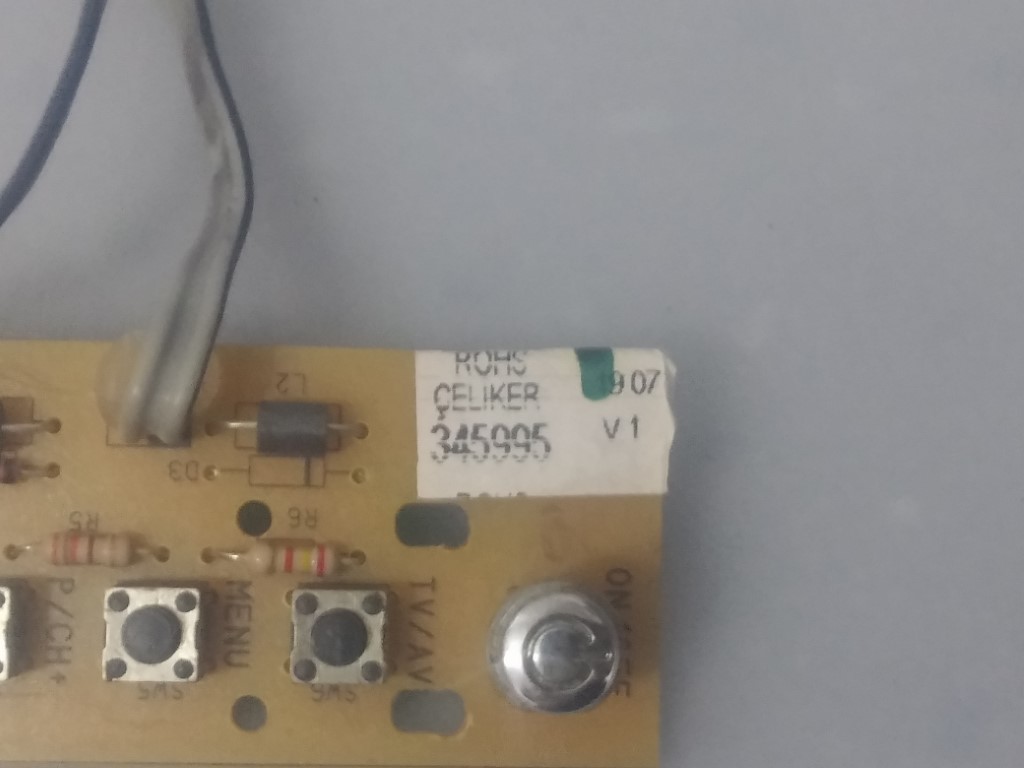 ROHS
ÇELIKER
345995
9 07
V 1
L2
D3
R5
R6
P/CH+
MENU
TV/AV
SW5
SW6